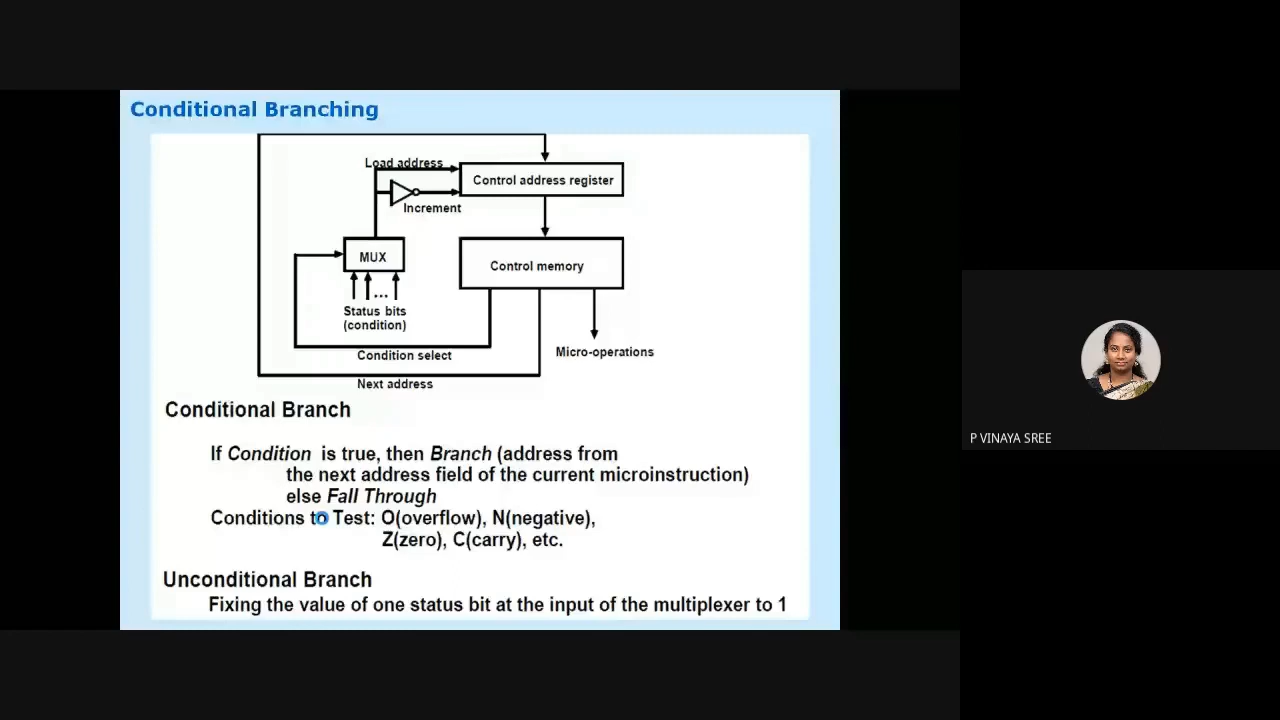 Conditional Branching
Load address
Control address register
Increment
MUX
Control memory
...
Status bits
(condition)
Condition select
Micro-operations
Next address
Conditional Branch
If Condition is true, then Branch (address from
the next address field of the current microinstruction)
else Fall Through
Conditions to Test: O(overflow), N(negative),
Z(zero), C(carry), etc.
Unconditional Branch
Fixing the value of one status bit at the input of the multiplexer to 1
P VINAYA SREE